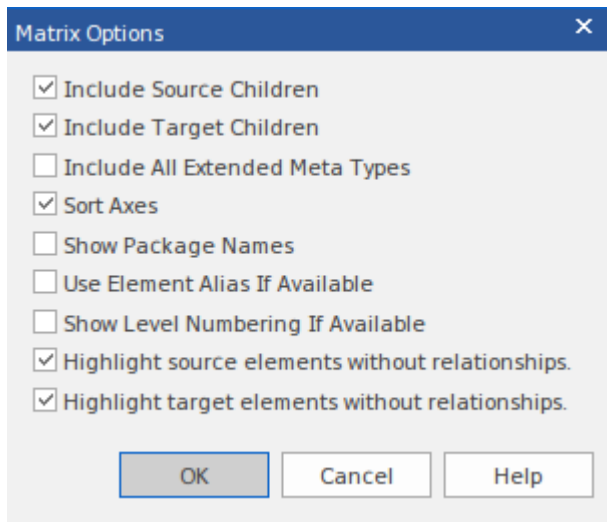 Matrix Options
Include Source Children
Include Target Children
Include All Extended Meta Types
Sort Axes
Show Package Names
Use Element Alias If Available
Show Level Numbering If Available
Highlight source elements without relationships.
Highlight target elements without relationships.
OK Cancel Help